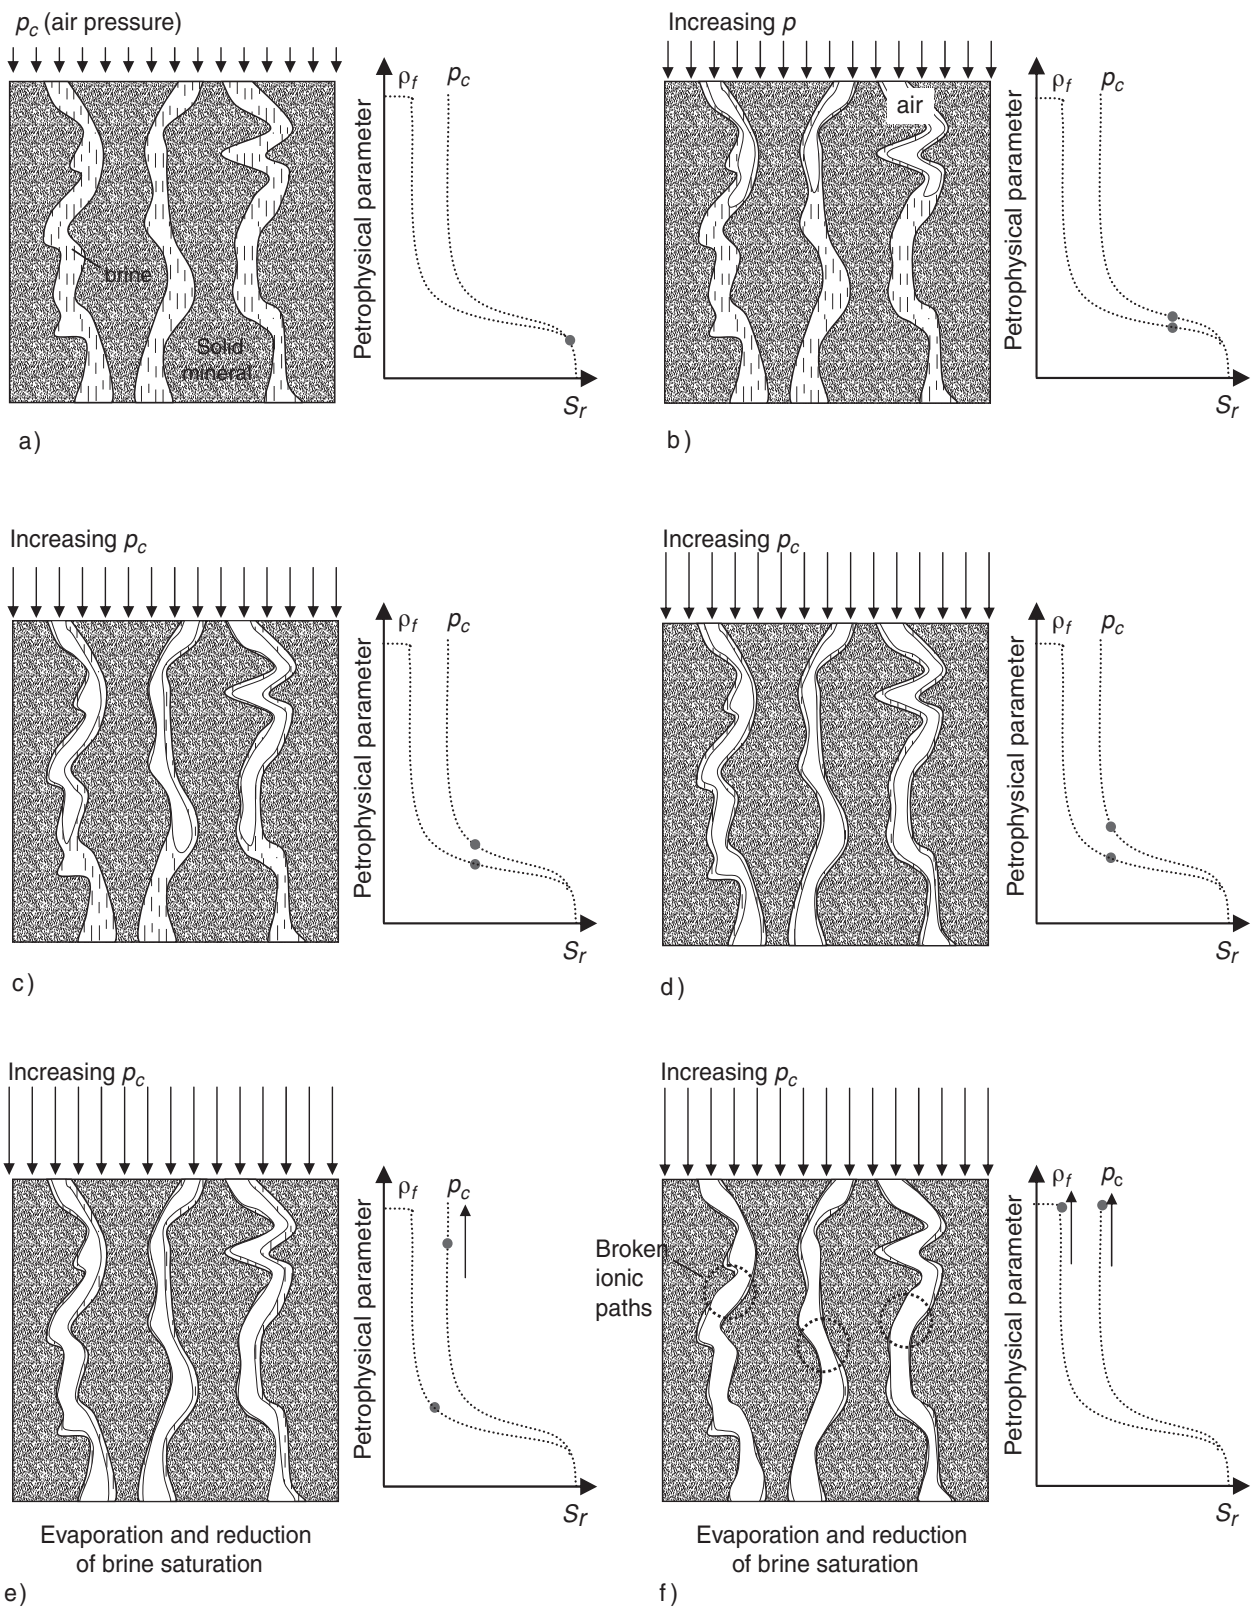 p_c (air pressure)
ρ_f p_c
Petrophysical parameter
brine
Solid
mineral
S_r
a)
Increasing p
air
ρ_f p_c
Petrophysical parameter
S_r
b)
Increasing p_c
ρ_f p_c
Petrophysical parameter
S_r
c)
Increasing p_c
ρ_f p_c
Petrophysical parameter
S_r
d)
Increasing p_c
ρ_f p_c
Petrophysical parameter
S_r
Evaporation and reduction
of brine saturation
e)
Increasing p_c
Broken
ionic
paths
ρ_f p_c
Petrophysical parameter
S_r
Evaporation and reduction
of brine saturation
f)